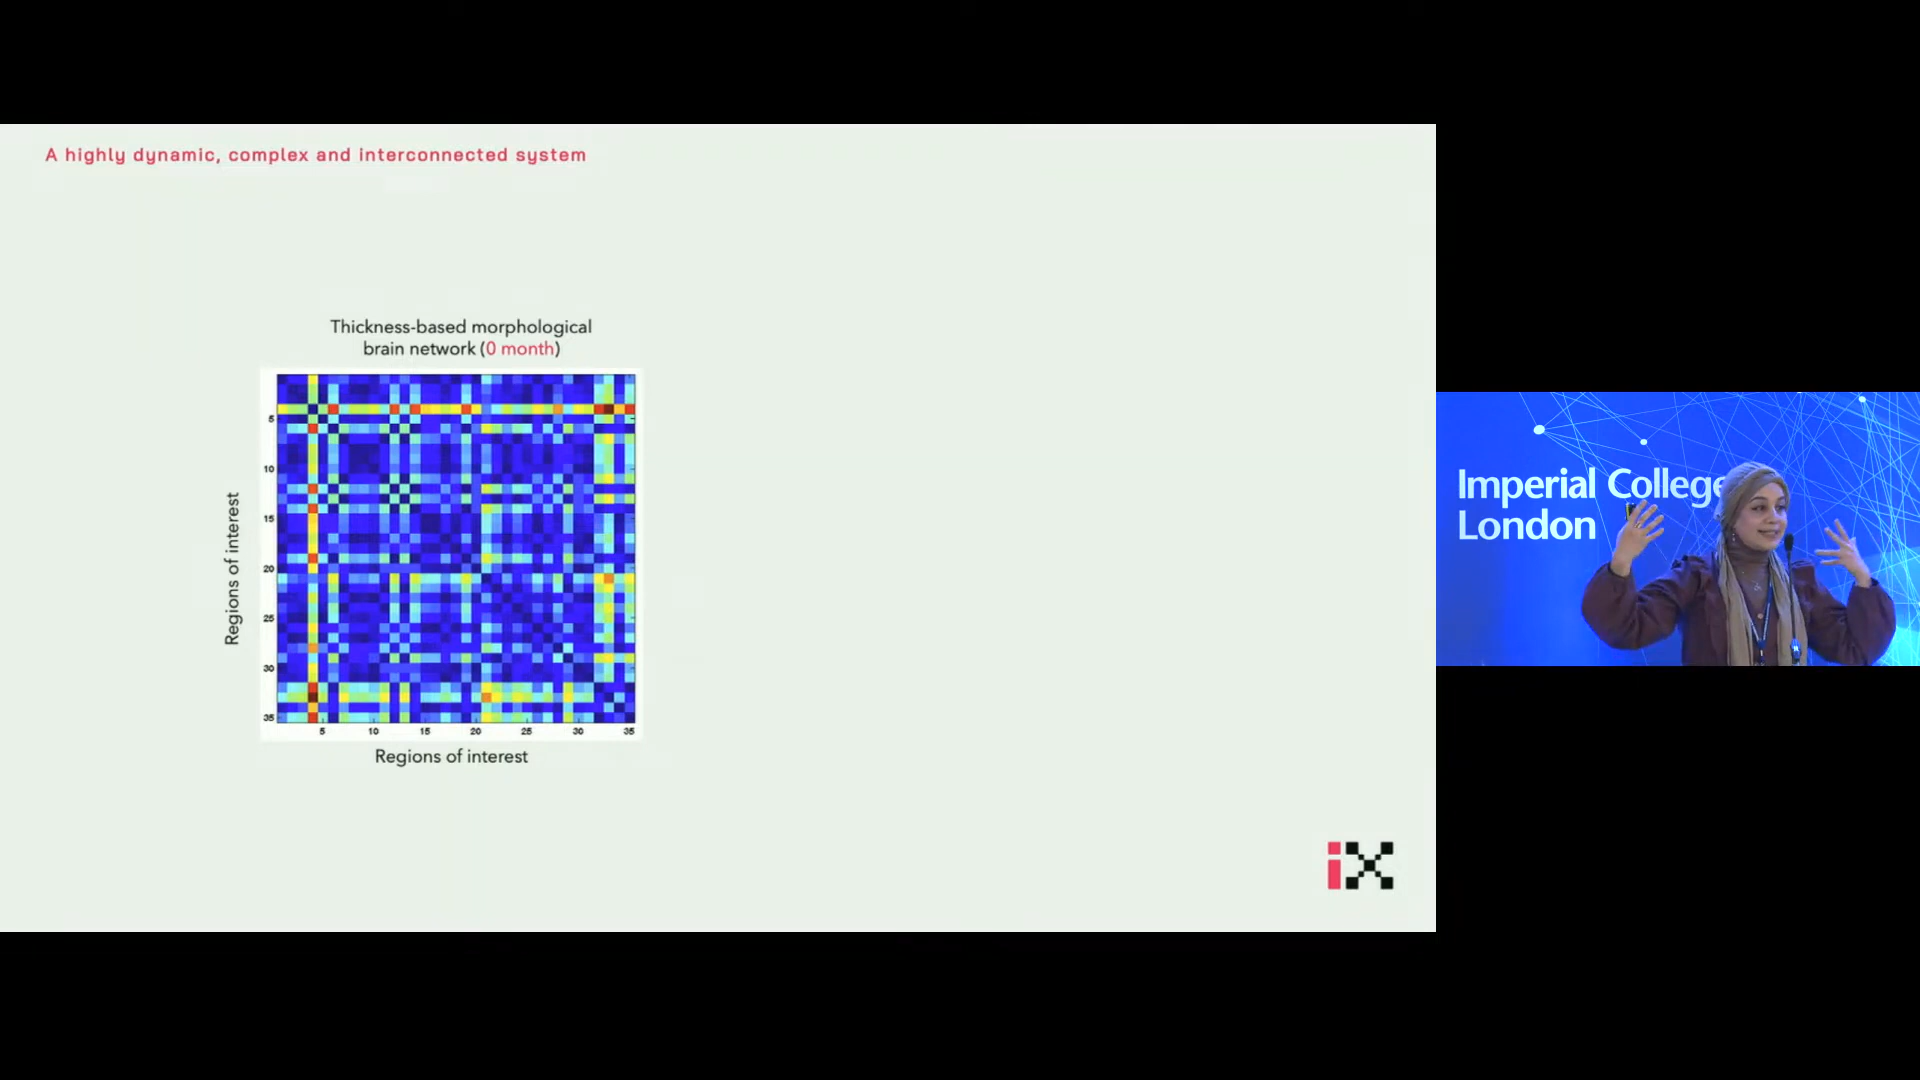 A highly dynamic, complex and interconnected system
Thickness-based morphological
brain network (0 month)
Regions of interest
5
10
15
20
25
30
35
5 10 15 20 25 30 35
Regions of interest
iX
Imperial College
London